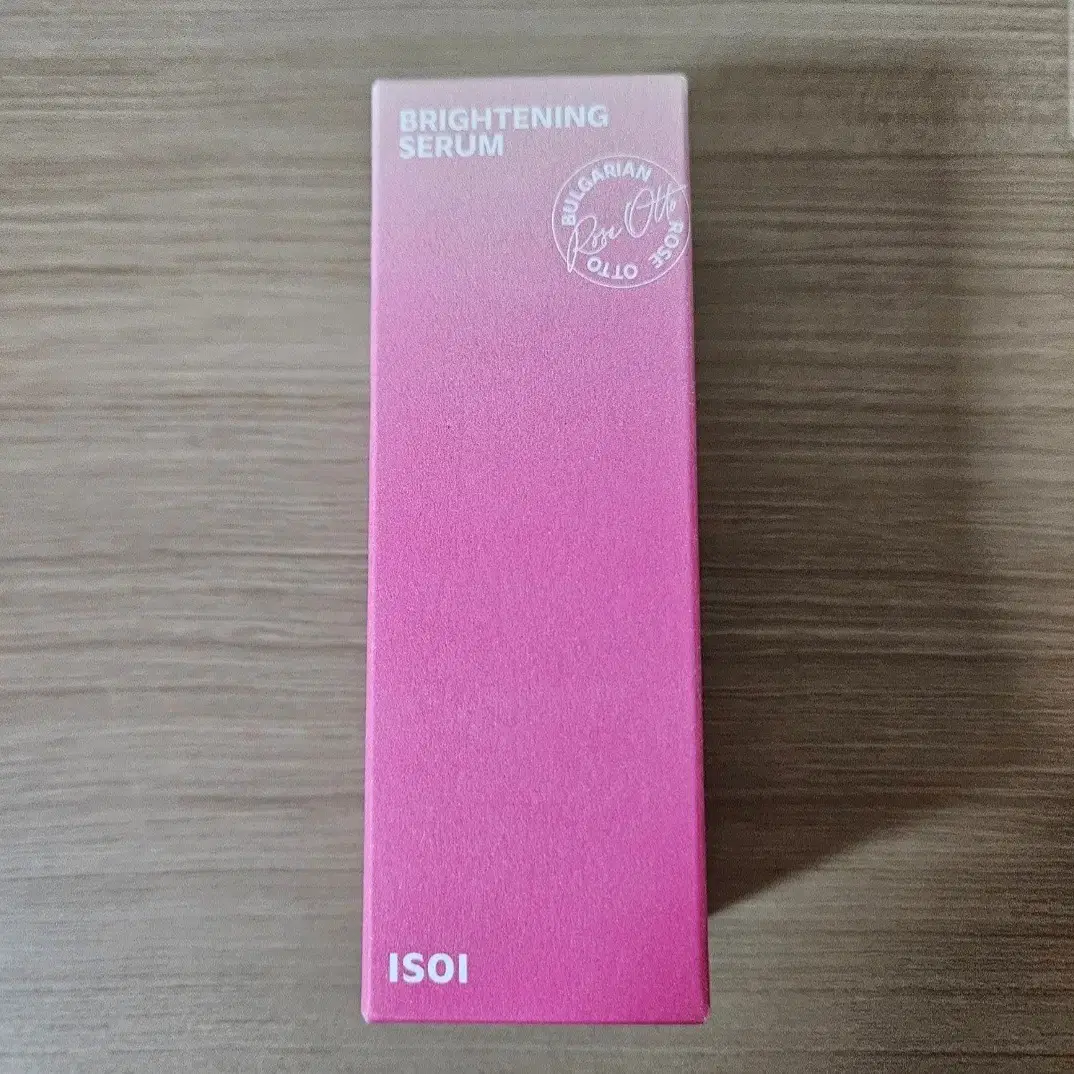 BRIGHTENING
SERUM
BULGARIAN ROSE OTTO
Rose Otto
ISOI